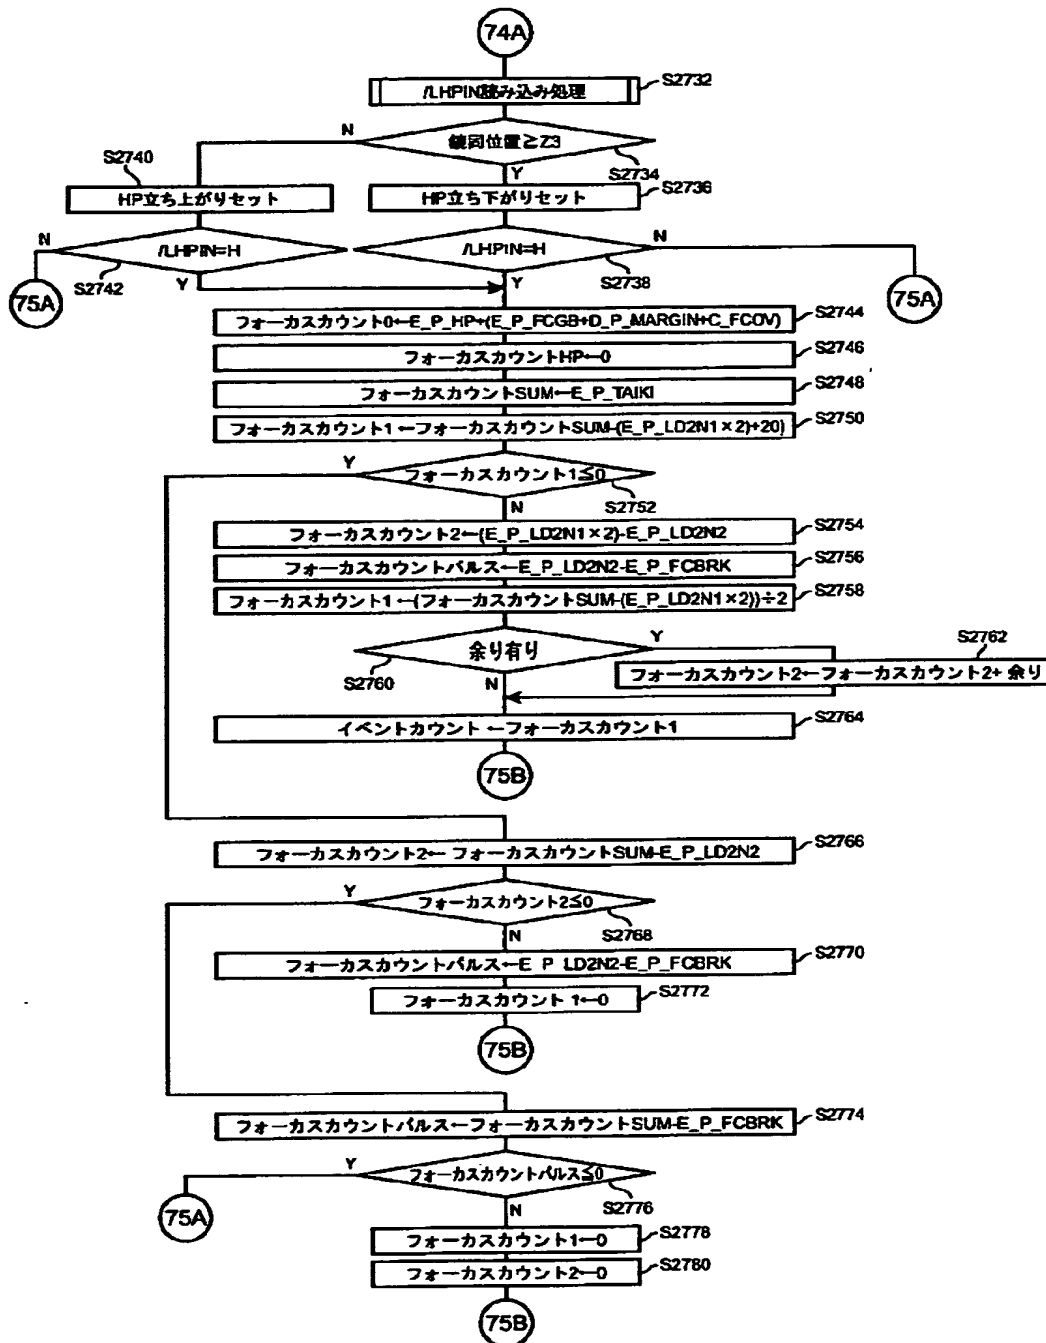 74A
/LHPIN読み込み処理
S2732
N
鏡筒位置≧Z3
S2734
Y
S2740
HP立ち上がりセット
S2736
HP立ち下がりセット
N
/LHPIN=H
S2742
Y
/LHPIN=H
N
S2738
Y
75A
75A
フォーカスカウント0←E_P_HP+(E_P_FCGB+D_P_MARGIN+C_FCOV)
S2744
フォーカスカウントHP←0
S2746
フォーカスカウントSUM←E_P_TAIKI
S2748
フォーカスカウント1←フォーカスカウントSUM-(E_P_LD2N1×2)+20)
S2750
Y
フォーカスカウント1≦0
S2752
N
フォーカスカウント2←(E_P_LD2N1×2)-E_P_LD2N2
S2754
フォーカスカウントパルス←E_P_LD2N2-E_P_FCBRK
S2756
フォーカスカウント1←(フォーカスカウントSUM-(E_P_LD2N1×2))÷2
S2758
余り有り
Y
S2760
N
S2762
フォーカスカウント2←フォーカスカウント2+ 余り
イベントカウント ←フォーカスカウント1
S2764
75B
フォーカスカウント2← フォーカスカウントSUM-E_P_LD2N2
S2766
Y
フォーカスカウント2≦0
S2768
N
フォーカスカウントパルス←E_P_LD2N2-E_P_FCBRK
S2770
フォーカスカウント 1←0
S2772
75B
フォーカスカウントパルス←フォーカスカウントSUM-E_P_FCBRK
S2774
Y
フォーカスカウントパルス≦0
S2776
75A
N
フォーカスカウント1←0
S2778
フォーカスカウント2←0
S2780
75B